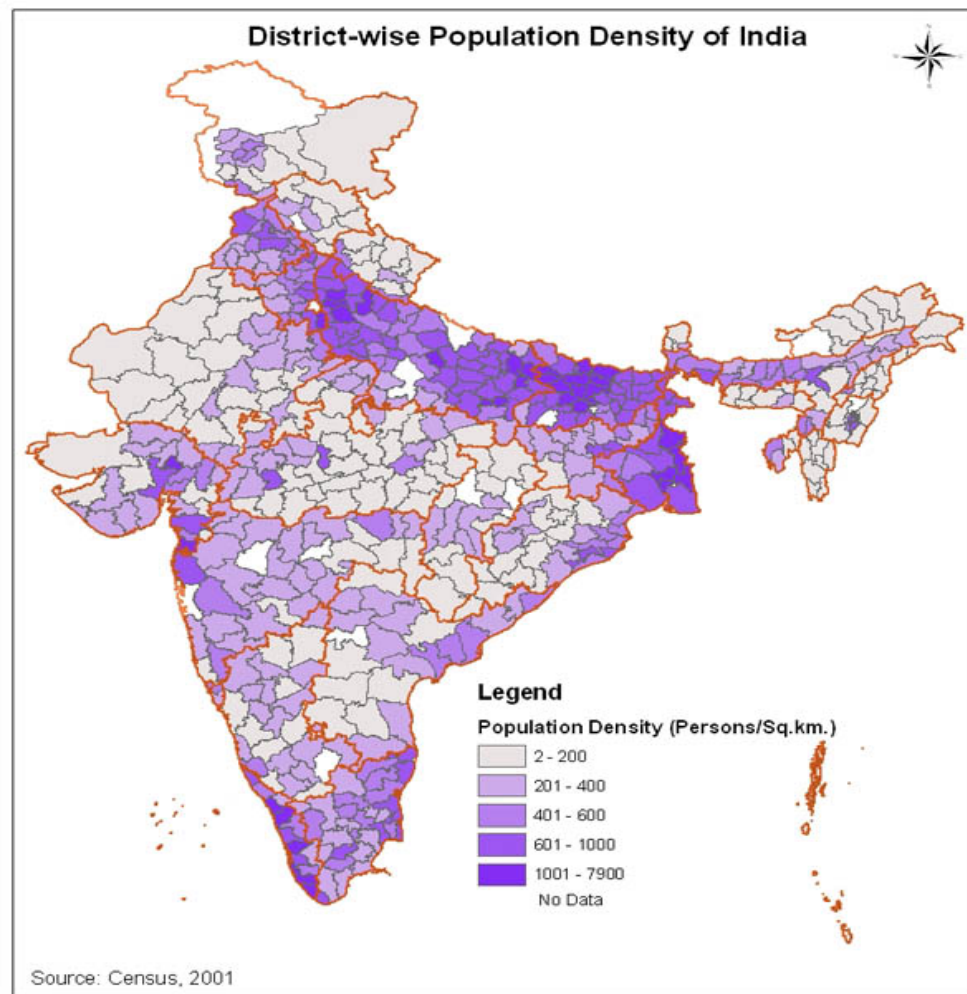 District-wise Population Density of India
Legend
Population Density (Persons/Sq.km.)
2 - 200
201 - 400
401 - 600
601 - 1000
1001 - 7900
No Data
Source: Census, 2001